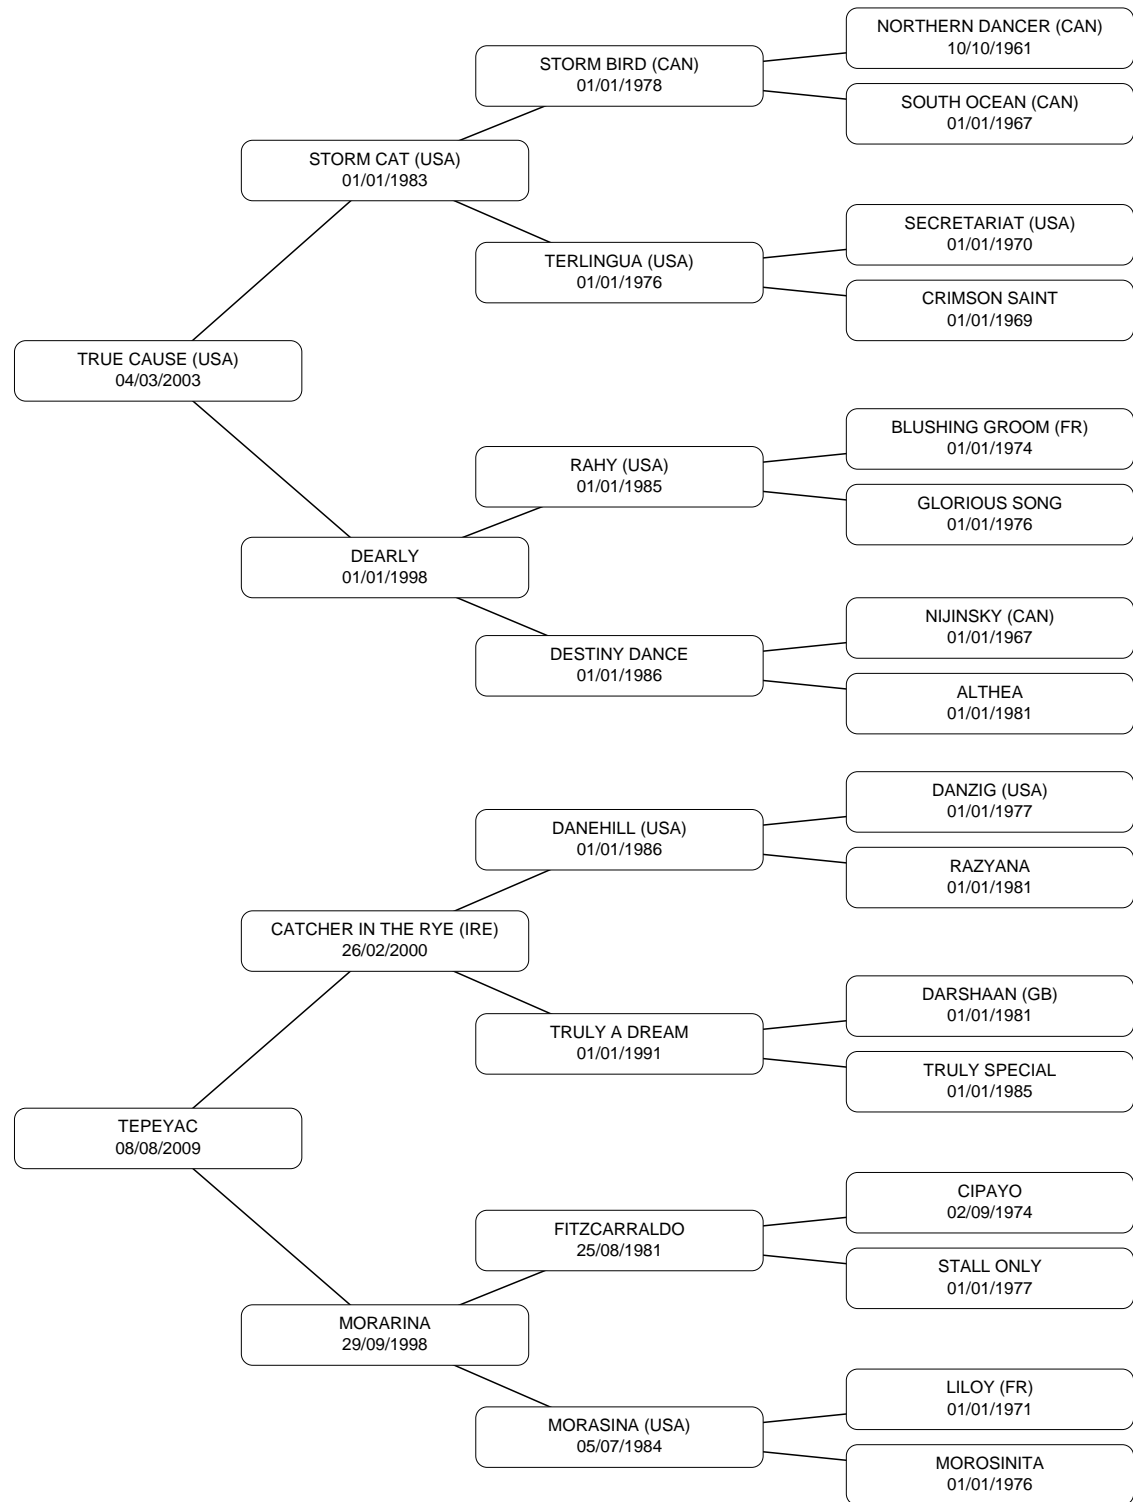 NORTHERN DANCER (CAN)
10/10/1961
STORM BIRD (CAN)
01/01/1978
SOUTH OCEAN (CAN)
01/01/1967
STORM CAT (USA)
01/01/1983
SECRETARIAT (USA)
01/01/1970
TERLINGUA (USA)
01/01/1976
CRIMSON SAINT
01/01/1969
TRUE CAUSE (USA)
04/03/2003
BLUSHING GROOM (FR)
01/01/1974
RAHY (USA)
01/01/1985
GLORIOUS SONG
01/01/1976
DEARLY
01/01/1998
NIJINSKY (CAN)
01/01/1967
DESTINY DANCE
01/01/1986
ALTHEA
01/01/1981
DANZIG (USA)
01/01/1977
DANEHILL (USA)
01/01/1986
RAZYANA
01/01/1981
CATCHER IN THE RYE (IRE)
26/02/2000
DARSHAAN (GB)
01/01/1981
TRULY A DREAM
01/01/1991
TRULY SPECIAL
01/01/1985
TEPEYAC
08/08/2009
CIPAYO
02/09/1974
FITZCARRALDO
25/08/1981
STALL ONLY
01/01/1977
MORARINA
29/09/1998
LILOY (FR)
01/01/1971
MORASINA (USA)
05/07/1984
MOROSINITA
01/01/1976